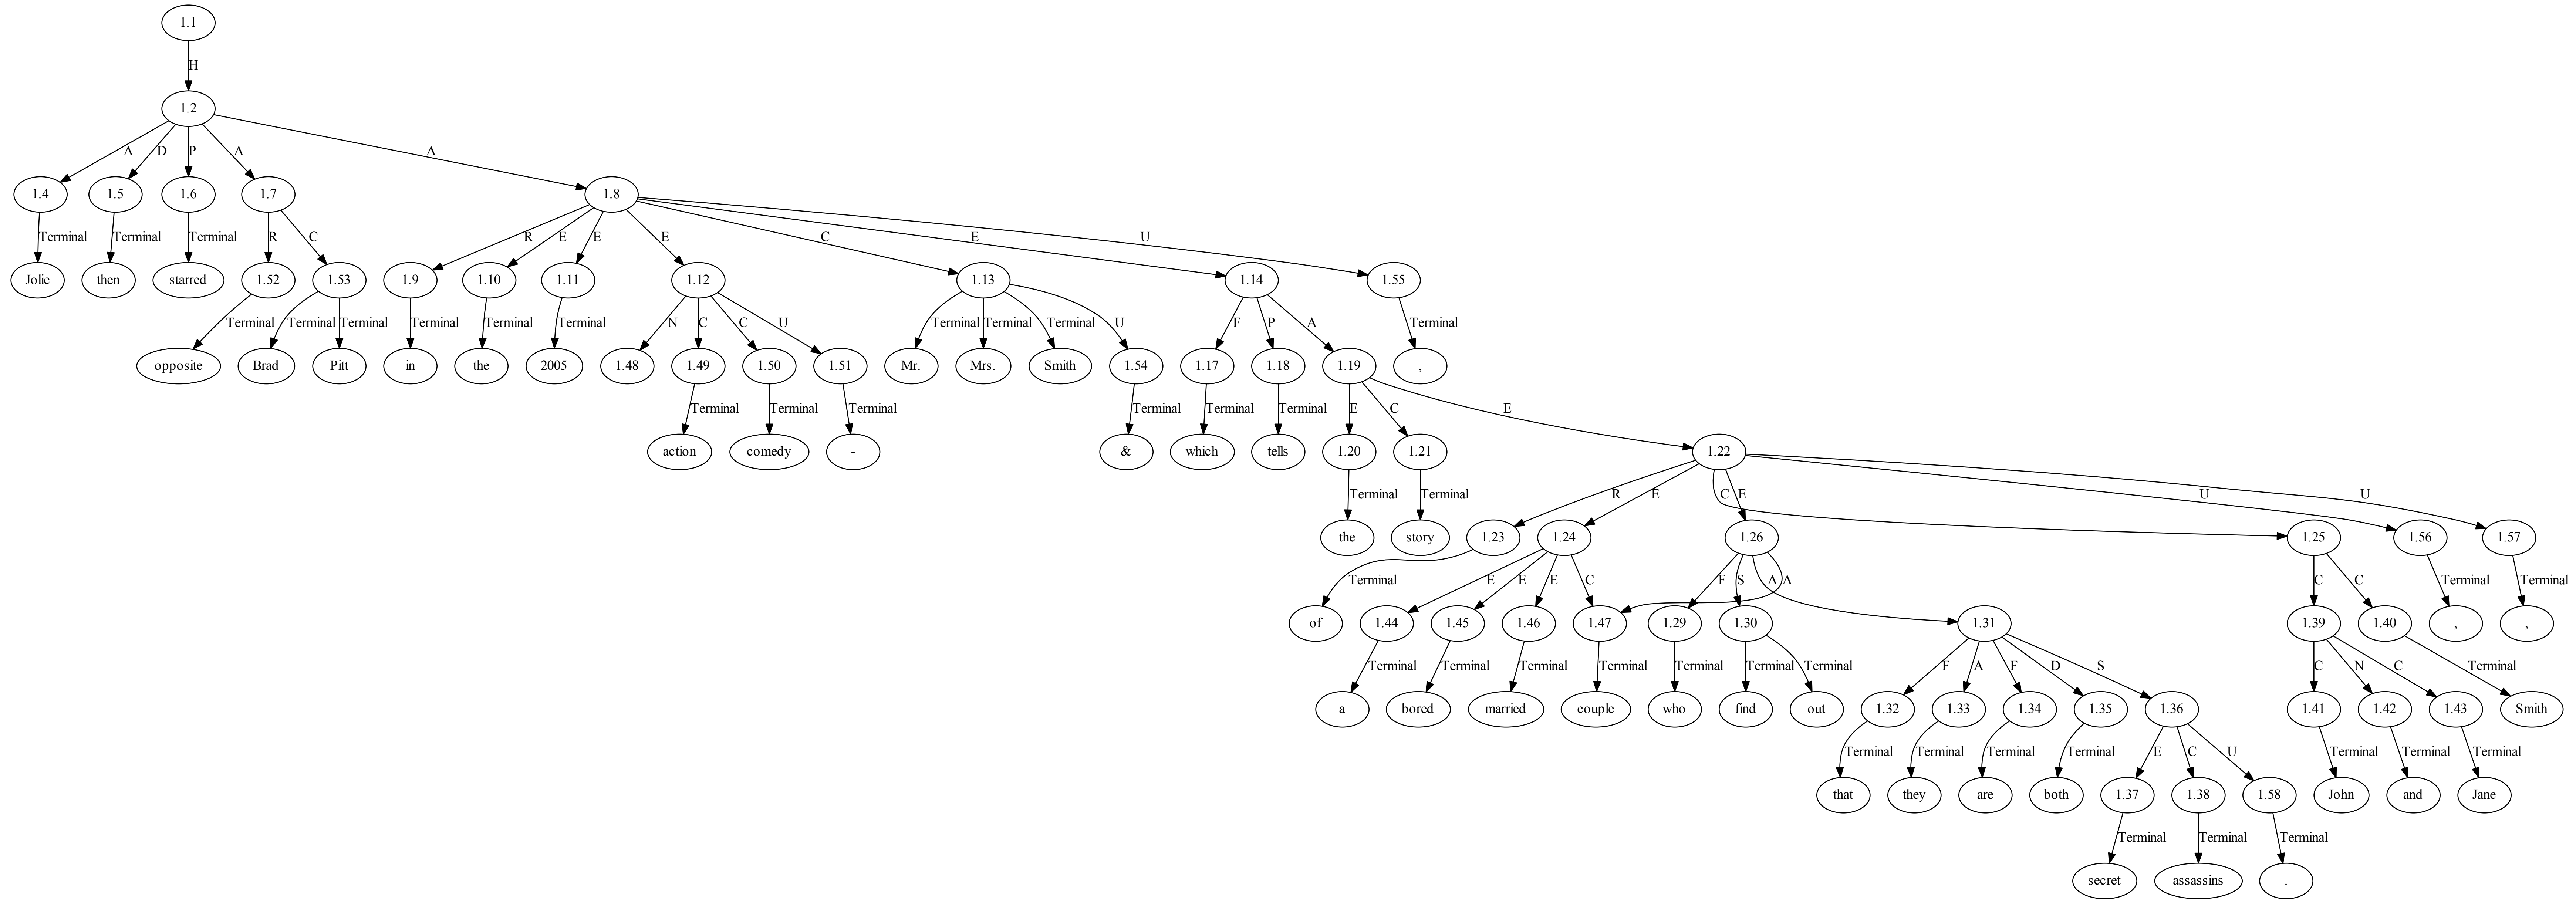 1.1
H
1.2
A D P A A
1.4 1.5 1.6 1.7 1.8
Terminal Terminal Terminal R C R E E E C E U
Jolie then starred 1.52 1.53 1.9 1.10 1.11 1.12 1.13 1.14 1.55
Terminal Terminal Terminal Terminal Terminal Terminal N C C U Terminal Terminal Terminal U F P A Terminal
opposite Brad Pitt in the 2005 1.48 1.49 1.50 1.51 Mr. Mrs. Smith 1.54 1.17 1.18 1.19 ,
Terminal Terminal Terminal Terminal Terminal Terminal E C E
action comedy - & which tells 1.20 1.21 1.22
Terminal Terminal R E C E U U
the story 1.23 1.24 1.26 1.25 1.56 1.57
Terminal E E E C F S A A C C Terminal Terminal
of 1.44 1.45 1.46 1.47 1.29 1.30 1.31 1.39 1.40 , ,
Terminal Terminal Terminal Terminal Terminal Terminal Terminal F A F D S C N C Terminal
a bored married couple who find out 1.32 1.33 1.34 1.35 1.36 1.41 1.42 1.43 Smith
Terminal Terminal Terminal Terminal E C U Terminal Terminal Terminal
that they are both 1.37 1.38 1.58 John and Jane
Terminal Terminal Terminal
secret assassins .